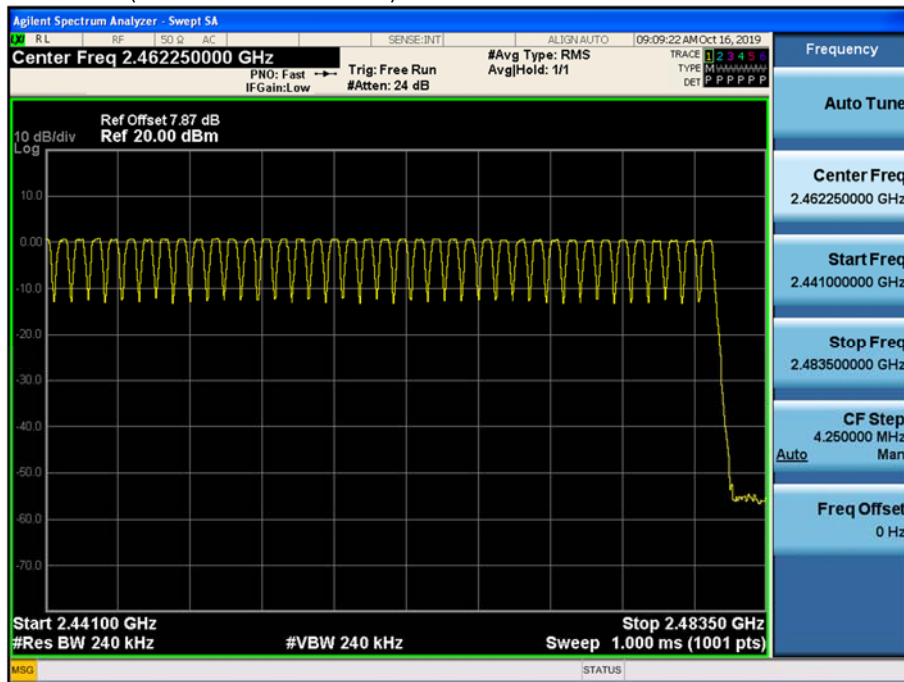 Agilent Spectrum Analyzer - Swept SA
LXI RL RF 50 Ω AC SENSE:INT ALIGN AUTO 09:09:22 AM Oct 16, 2019
Center Freq 2.462250000 GHz
PNO: Fast
IFGain:Low
Trig: Free Run
#Atten: 24 dB
#Avg Type: RMS
Avg|Hold: 1/1
TRACE 1 2 3 4 5 6
TYPE M W W W W W
DET P P P P P P
Ref Offset 7.87 dB
10 dB/div Ref 20.00 dBm
Log
10.0
0.00
-10.0
-20.0
-30.0
-40.0
-50.0
-60.0
-70.0
Start 2.44100 GHz Stop 2.48350 GHz
#Res BW 240 kHz #VBW 240 kHz Sweep 1.000 ms (1001 pts)
MSG STATUS
Frequency
Auto Tune
Center Freq
2.462250000 GHz
Start Freq
2.441000000 GHz
Stop Freq
2.483500000 GHz
CF Step
4.250000 MHz
Auto Man
Freq Offset
0 Hz